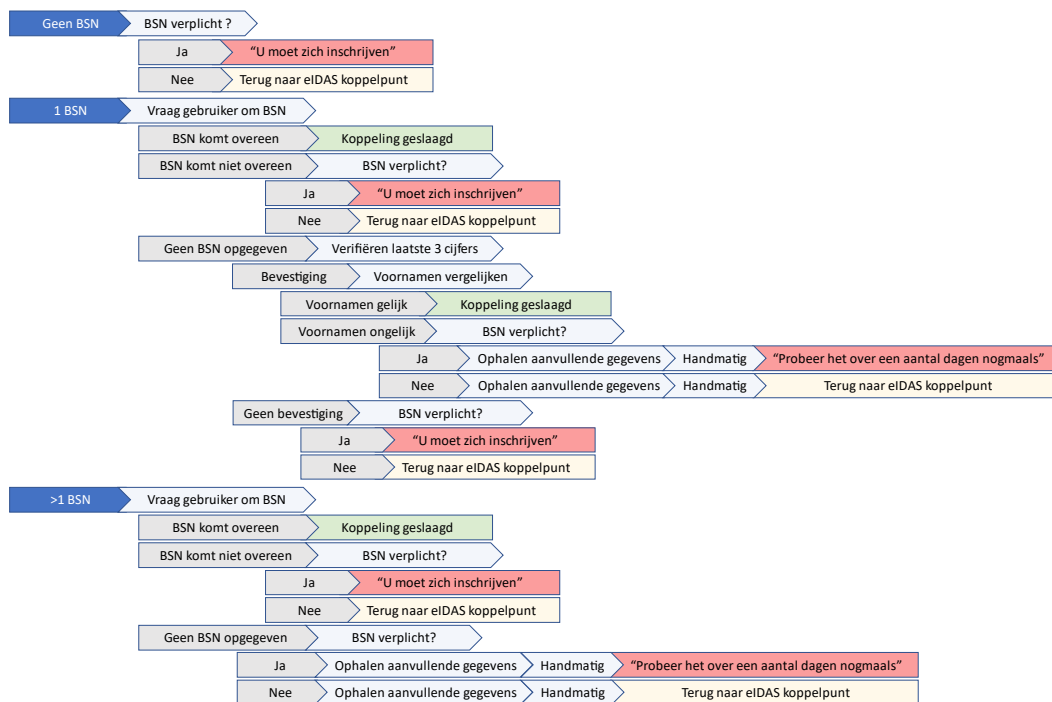 Geen BSN BSN verplicht ?
Ja “U moet zich inschrijven”
Nee Terug naar eIDAS koppelpunt
1 BSN Vraag gebruiker om BSN
BSN komt overeen Koppeling geslaagd
BSN komt niet overeen BSN verplicht?
Ja “U moet zich inschrijven”
Nee Terug naar eIDAS koppelpunt
Geen BSN opgegeven Verifiëren laatste 3 cijfers
Bevestiging Voornamen vergelijken
Voornamen gelijk Koppeling geslaagd
Voornamen ongelijk BSN verplicht?
Ja Ophalen aanvullende gegevens Handmatig “Probeer het over een aantal dagen nogmaals”
Nee Ophalen aanvullende gegevens Handmatig Terug naar eIDAS koppelpunt
Geen bevestiging BSN verplicht?
Ja “U moet zich inschrijven”
Nee Terug naar eIDAS koppelpunt
>1 BSN Vraag gebruiker om BSN
BSN komt overeen Koppeling geslaagd
BSN komt niet overeen BSN verplicht?
Ja “U moet zich inschrijven”
Nee Terug naar eIDAS koppelpunt
Geen BSN opgegeven BSN verplicht?
Ja Ophalen aanvullende gegevens Handmatig “Probeer het over een aantal dagen nogmaals”
Nee Ophalen aanvullende gegevens Handmatig Terug naar eIDAS koppelpunt